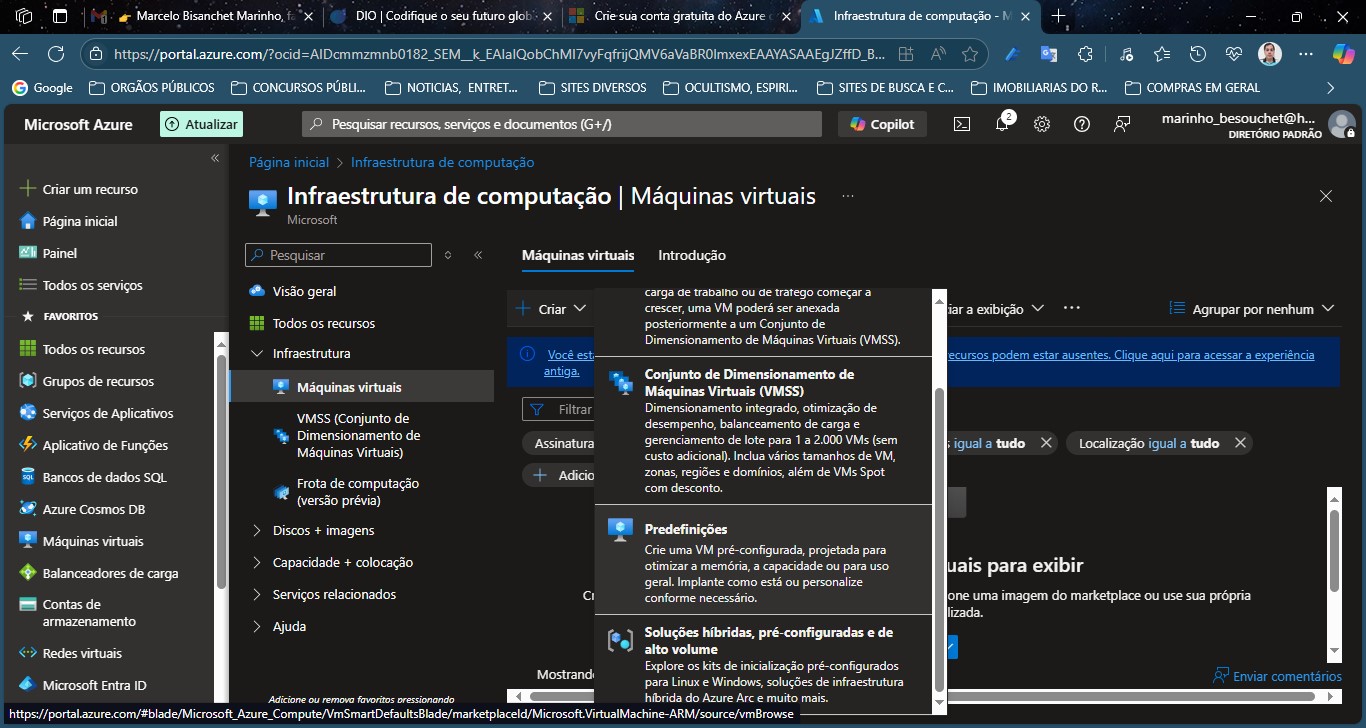 Marcelo Bisanchet Marinho, fa
DIO | Codifique o seu futuro glob
Crie sua conta gratuita do Azure
Infraestrutura de computação - M
https://portal.azure.com/?ocid=AIDcmmzmnb0182_SEM__k_EAIaIQobChMI7vyFqfrijQMV6aVaBR0ImxexEAAYASAAEgJZffD_B...
Google
ORGÃOS PÚBLICOS
CONCURSOS PÚBLI...
NOTICIAS, ENTRET...
SITES DIVERSOS
OCULTISMO, ESPIRI...
SITES DE BUSCA E C...
IMOBILIARIAS DO R...
COMPRAS EM GERAL
Microsoft Azure
Atualizar
Pesquisar recursos, serviços e documentos (G+/)
Copilot
2
marinho_besouchet@h...
DIRETÓRIO PADRÃO
Criar um recurso
Página inicial
Painel
Todos os serviços
FAVORITOS
Todos os recursos
Grupos de recursos
Serviços de Aplicativos
Aplicativo de Funções
Bancos de dados SQL
Azure Cosmos DB
Máquinas virtuais
Balanceadores de carga
Contas de
armazenamento
Redes virtuais
Microsoft Entra ID
Página inicial > Infraestrutura de computação
Infraestrutura de computação | Máquinas virtuais ...
Microsoft
Pesquisar
Visão geral
Todos os recursos
Infraestrutura
Máquinas virtuais
VMSS (Conjunto de
Dimensionamento de
Máquinas Virtuais)
Frota de computação
(versão prévia)
Discos + imagens
Capacidade + colocação
Serviços relacionados
Ajuda
Adicione ou remova favoritos pressionando
Máquinas virtuais
Introdução
Criar
iar a exibição
Agrupar por nenhum
Você est
antiga.
ecursos podem estar ausentes. Clique aqui para acessar a experiência
Filtrar
Assinatura
s igual a tudo
Localização igual a tudo
Adicio
carga de trabalho ou de tráfego começar a
crescer, uma VM poderá ser anexada
posteriormente a um Conjunto de
Dimensionamento de Máquinas Virtuais (VMSS).
Conjunto de Dimensionamento de
Máquinas Virtuais (VMSS)
Dimensionamento integrado, otimização de
desempenho, balanceamento de carga e
gerenciamento de lote para 1 a 2.000 VMs (sem
custo adicional). Inclua vários tamanhos de VM,
zonas, regiões e domínios, além de VMs Spot
com desconto.
Predefinições
Crie uma VM pré-configurada, projetada para
otimizar a memória, a capacidade ou para uso
geral. Implante como está ou personalize
conforme necessário.
Soluções híbridas, pré-configuradas e de
alto volume
Explore os kits de inicialização pré-configurados
para Linux e Windows, soluções de infraestrutura
híbrida do Azure Arc e muito mais.
uais para exibir
Cr
one uma imagem do marketplace ou use sua própria
lizada.
Mostrand
Enviar comentários
https://portal.azure.com/#blade/Microsoft_Azure_Compute/VmSmartDefaultsBlade/marketplaceId/Microsoft.VirtualMachine-ARM/source/vmBrowse